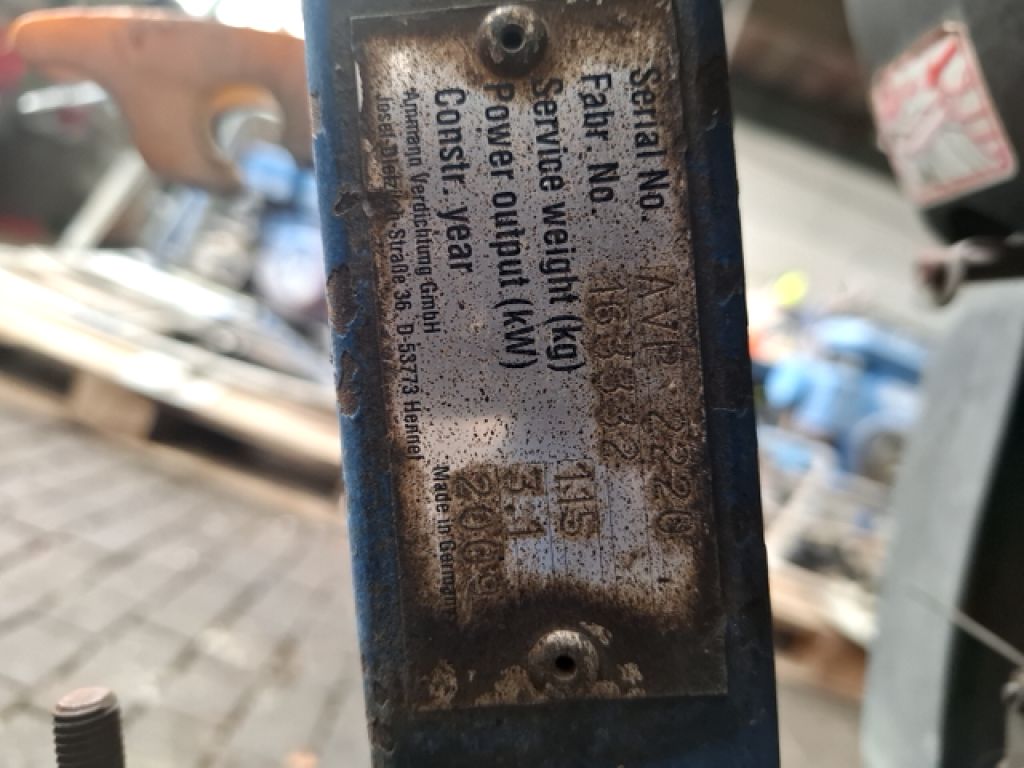 Serial No. AVP 2220
Fabr. No. 1633332
Service weight (kg) 115
Power output (kW) 3.1
Constr. year 2009
Ammann Verdichtung GmbH
Josef-Dietzgen-Straße 36, D-53773 Hennef
Made in Germany